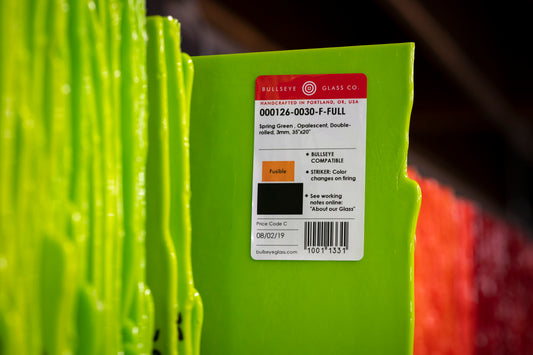 BULLSEYE GLASS CO.
HANDCRAFTED IN PORTLAND, OR, USA
000126-0030-F-FULL
Spring Green , Opalescent, Double-
rolled, 3mm, 35"x20"
Fusible
• BULLSEYE
COMPATIBLE
• STRIKER: Color
changes on firing
• See working
notes online:
"About our Glass"
Price Code C
08/02/19
10011331
bullseyeglass.com